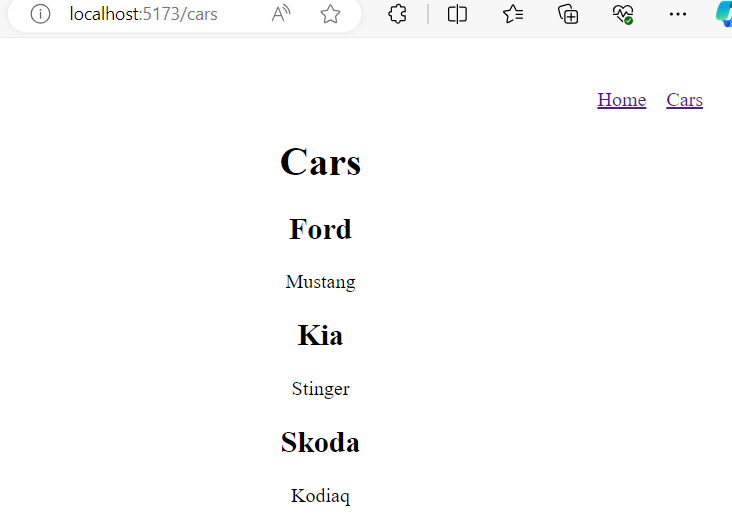 localhost:5173/cars
Home Cars
Cars
Ford
Mustang
Kia
Stinger
Skoda
Kodiaq